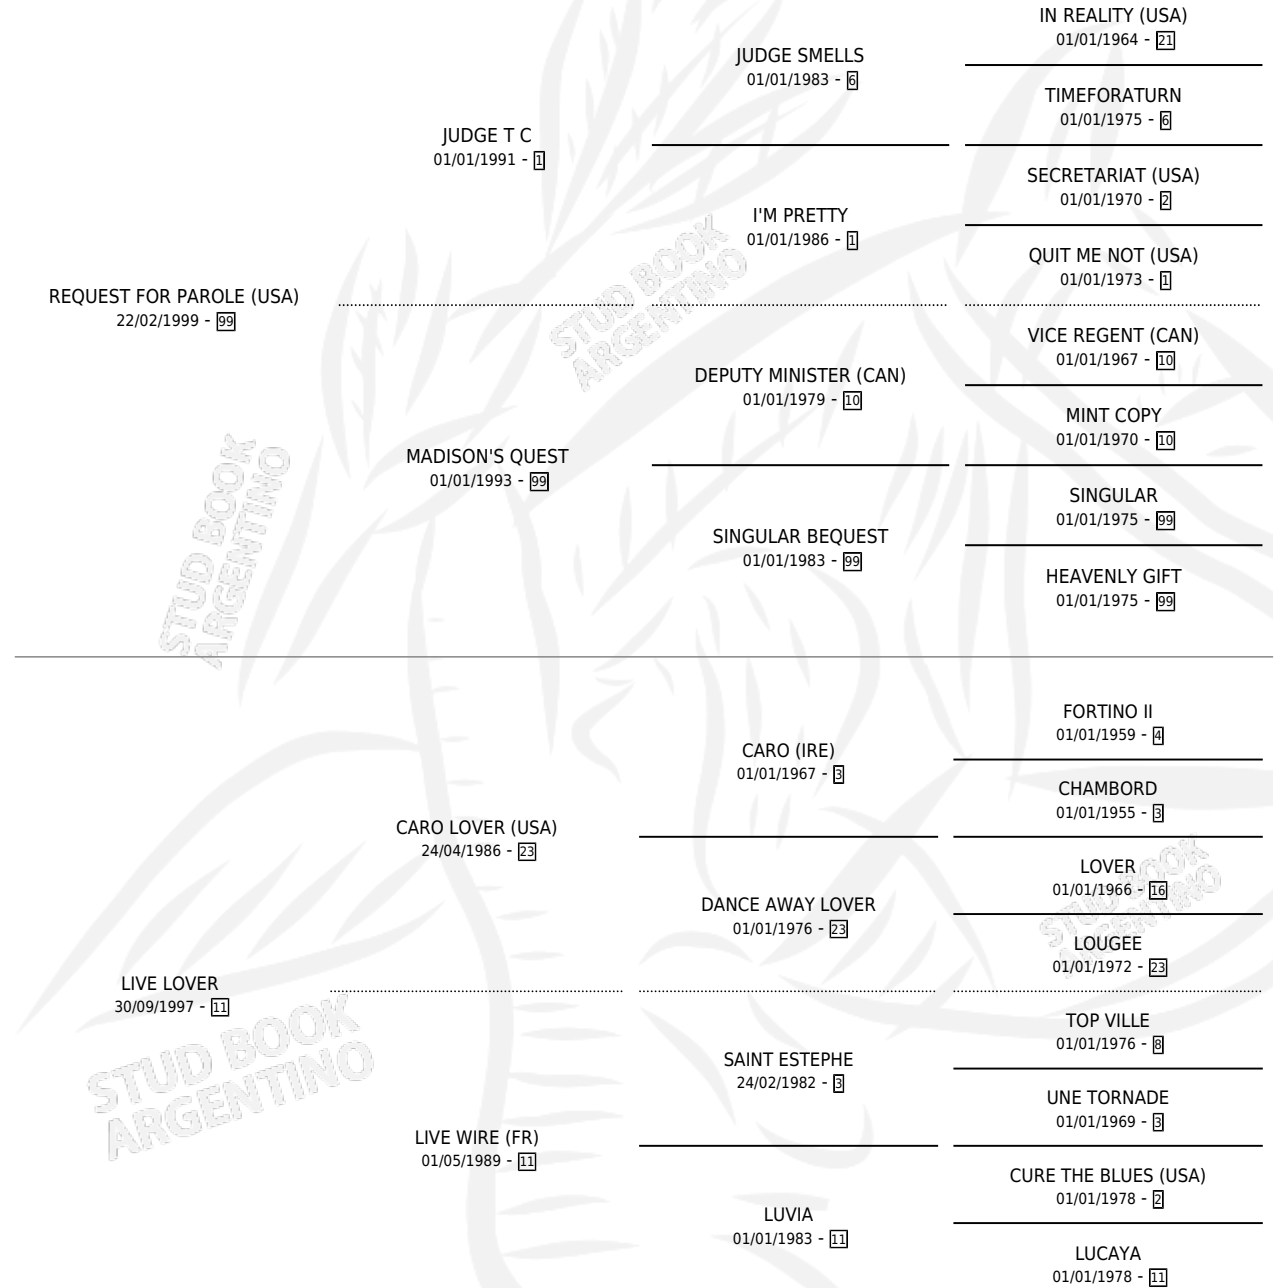 IN REALITY (USA)
01/01/1964 - 21
JUDGE SMELLS
01/01/1983 - 6
TIMEFORATURN
01/01/1975 - 6
JUDGE T C
01/01/1991 - 1
SECRETARIAT (USA)
01/01/1970 - 2
I'M PRETTY
01/01/1986 - 1
QUIT ME NOT (USA)
01/01/1973 - 1
REQUEST FOR PAROLE (USA)
22/02/1999 - 99
STUD BOOK
ARGENTINO
VICE REGENT (CAN)
01/01/1967 - 10
DEPUTY MINISTER (CAN)
01/01/1979 - 10
MINT COPY
01/01/1970 - 10
MADISON'S QUEST
01/01/1993 - 99
SINGULAR
01/01/1975 - 99
SINGULAR BEQUEST
01/01/1983 - 99
HEAVENLY GIFT
01/01/1975 - 99
STUD BOOK
ARGENTINO
FORTINO II
01/01/1959 - 4
CARO (IRE)
01/01/1967 - 3
CHAMBORD
01/01/1955 - 3
CARO LOVER (USA)
24/04/1986 - 23
LOVER
01/01/1966 - 16
DANCE AWAY LOVER
01/01/1976 - 23
LOUGEE
01/01/1972 - 23
STUD BOOK
ARGENTINO
LIVE LOVER
30/09/1997 - 11
TOP VILLE
01/01/1976 - 8
SAINT ESTEPHE
24/02/1982 - 3
UNE TORNADE
01/01/1969 - 3
STUD BOOK
ARGENTINO
LIVE WIRE (FR)
01/05/1989 - 11
CURE THE BLUES (USA)
01/01/1978 - 2
LUVIA
01/01/1983 - 11
LUCAYA
01/01/1978 - 11